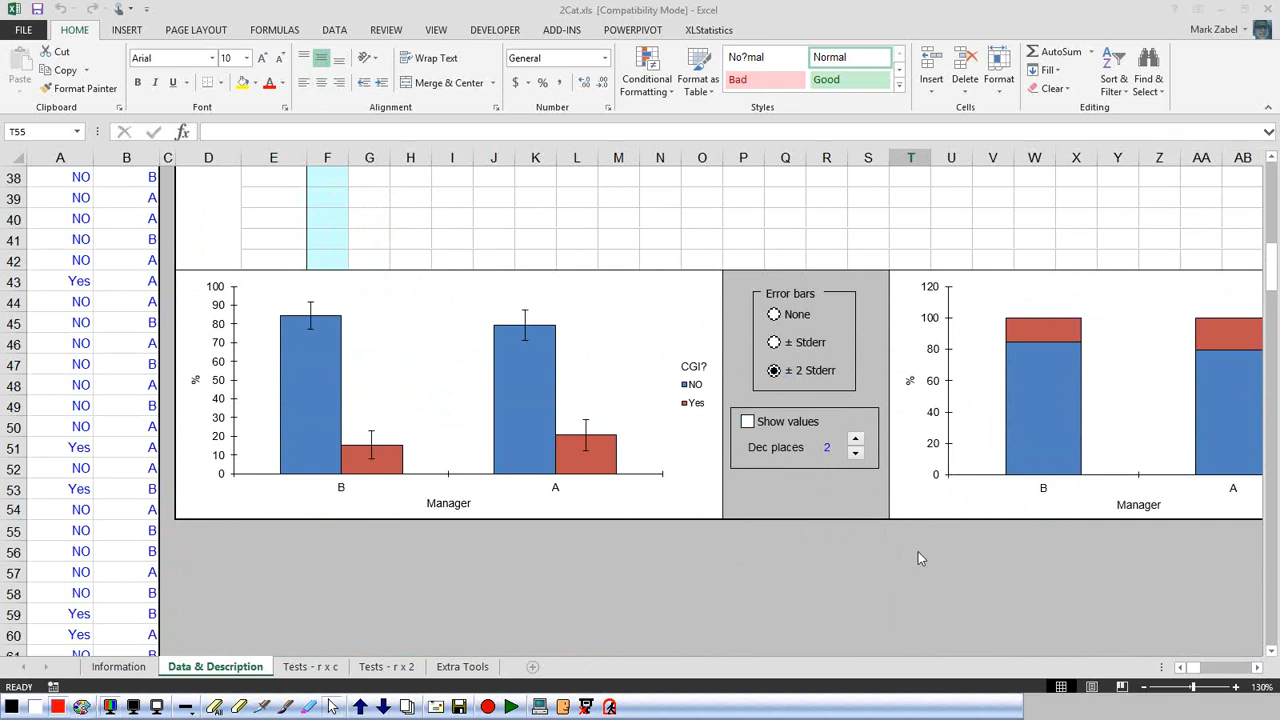 2Cat.xls [Compatibility Mode] - Excel
FILE HOME INSERT PAGE LAYOUT FORMULAS DATA REVIEW VIEW DEVELOPER ADD-INS POWERPIVOT XLStatistics Mark Zabel
Paste Cut Copy Format Painter Clipboard
Arial 10 B I U A A A Font
Wrap Text Merge & Center Alignment
General $ % , Number
Conditional Formatting Format as Table No?mal Normal Bad Good Styles
Insert Delete Format Cells
AutoSum Fill Clear Sort & Filter Find & Select Editing
T55 fx
A B C D E F G H I J K L M N O P Q R S T U V W X Y Z AA AB
38 NO B
39 NO A
40 NO A
41 NO B
42 NO A
43 Yes A
44 NO A
45 NO B
46 NO A
47 NO B
48 NO A
49 NO B
50 NO A
51 Yes A
52 NO A
53 Yes B
54 NO A
55 NO B
56 NO B
57 NO A
58 NO B
59 Yes B
60 Yes A
61 NO B
100
90
80
70
60
50
40
30
20
10
0
%
B A
Manager
CGI?
NO
Yes
Error bars
None
± Stderr
± 2 Stderr
Show values
Dec places 2
120
100
80
60
40
20
0
%
B A
Manager
Information Data & Description Tests - r x c Tests - r x 2 Extra Tools
READY 130%